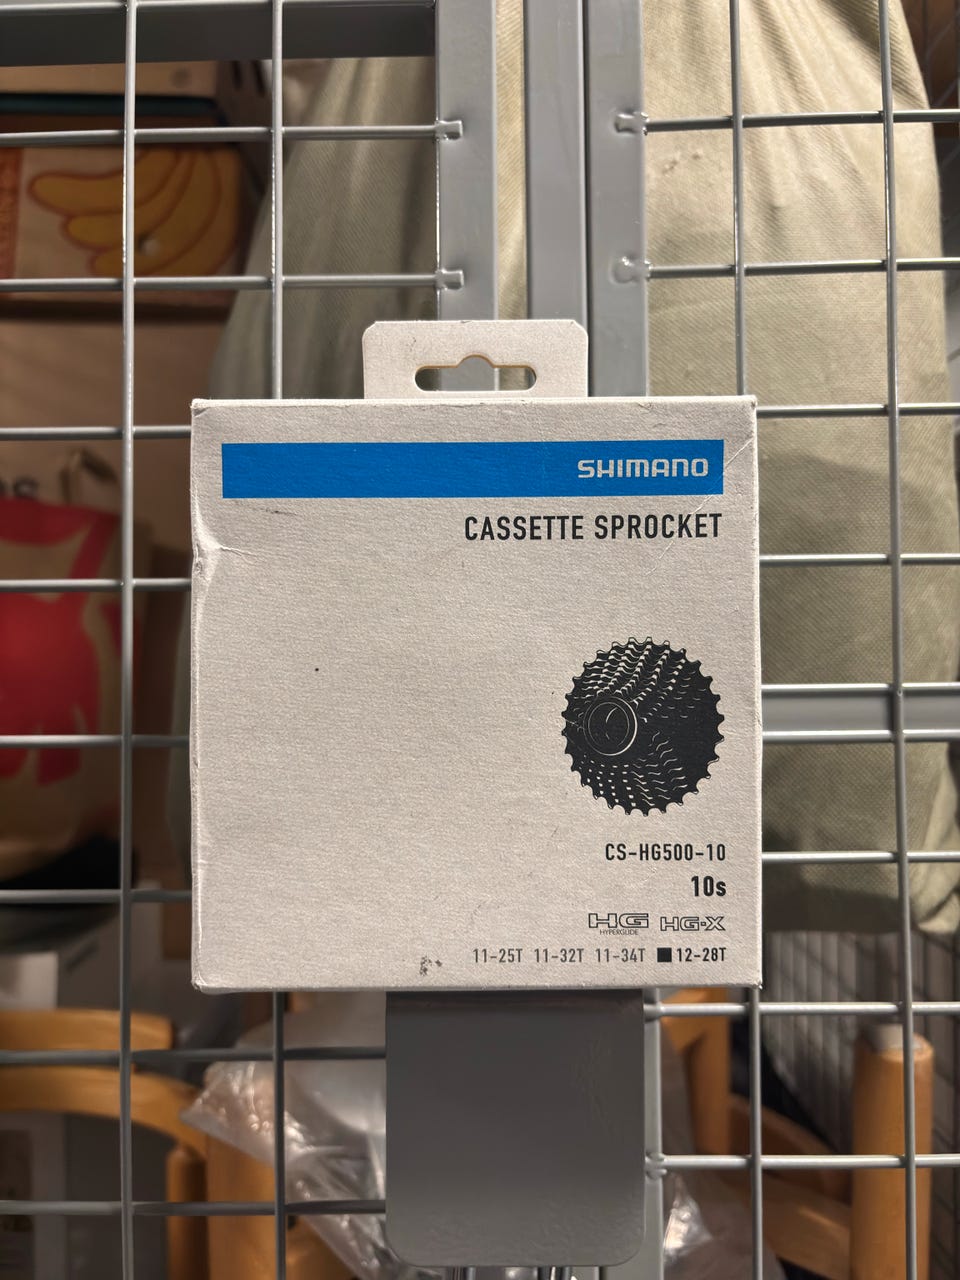 SHIMANO
CASSETTE SPROCKET
CS-HG500-10
10s
HG HG-X
HYPERGLIDE
11-25T 11-32T 11-34T ■12-28T